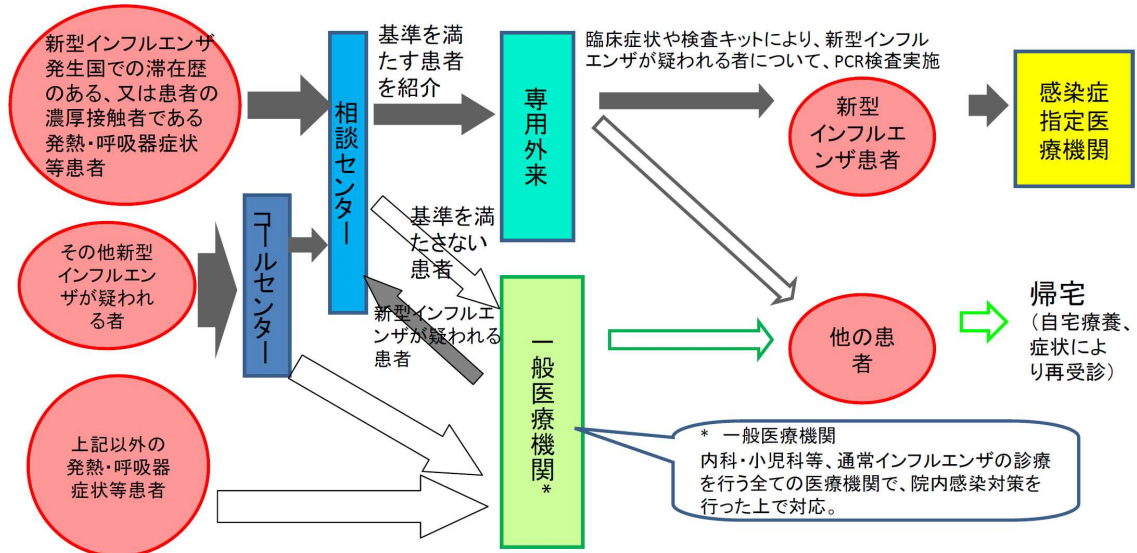 新型インフルエンザ
発生国での滞在歴
のある、又は患者の
濃厚接触者である
発熱・呼吸器症状
等患者
相談センター
基準を満
たす患者
を紹介
専用外来
臨床症状や検査キットにより、新型インフル
エンザが疑われる者について、PCR検査実施
新型
インフルエ
ンザ患者
感染症
指定医
療機関
その他新型
インフルエン
ザが疑われ
る者
コールセンター
基準を満
たさない
患者
新型インフルエ
ンザが疑われる
患者
一般医療機関*
他の患
者
帰宅
（自宅療養、
症状によ
り再受診）
上記以外の
発熱・呼吸器
症状等患者
* 一般医療機関
内科・小児科等、通常インフルエンザの診療
を行う全ての医療機関で、院内感染対策を
行った上で対応。